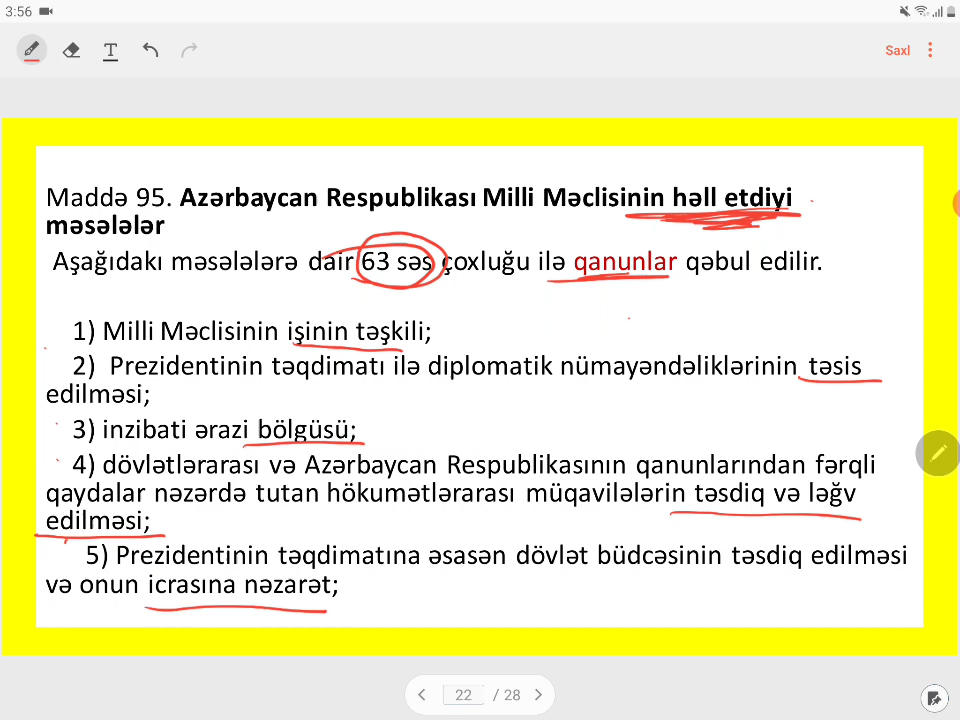 3:56
T
Saxl
Maddə 95. Azərbaycan Respublikası Milli Məclisinin həll etdiyi
məsələlər
Aşağıdakı məsələlərə dair 63 səs çoxluğu ilə qanunlar qəbul edilir.
1) Milli Məclisinin işinin təşkili;
2) Prezidentinin təqdimatı ilə diplomatik nümayəndəliklərinin təsis
edilməsi;
3) inzibati ərazi bölgüsü;
4) dövlətlərarası və Azərbaycan Respublikasının qanunlarından fərqli
qaydalar nəzərdə tutan hökumətlərarası müqavilələrin təsdiq və ləğv
edilməsi;
5) Prezidentinin təqdimatına əsasən dövlət büdcəsinin təsdiq edilməsi
və onun icrasına nəzarət;
22 / 28